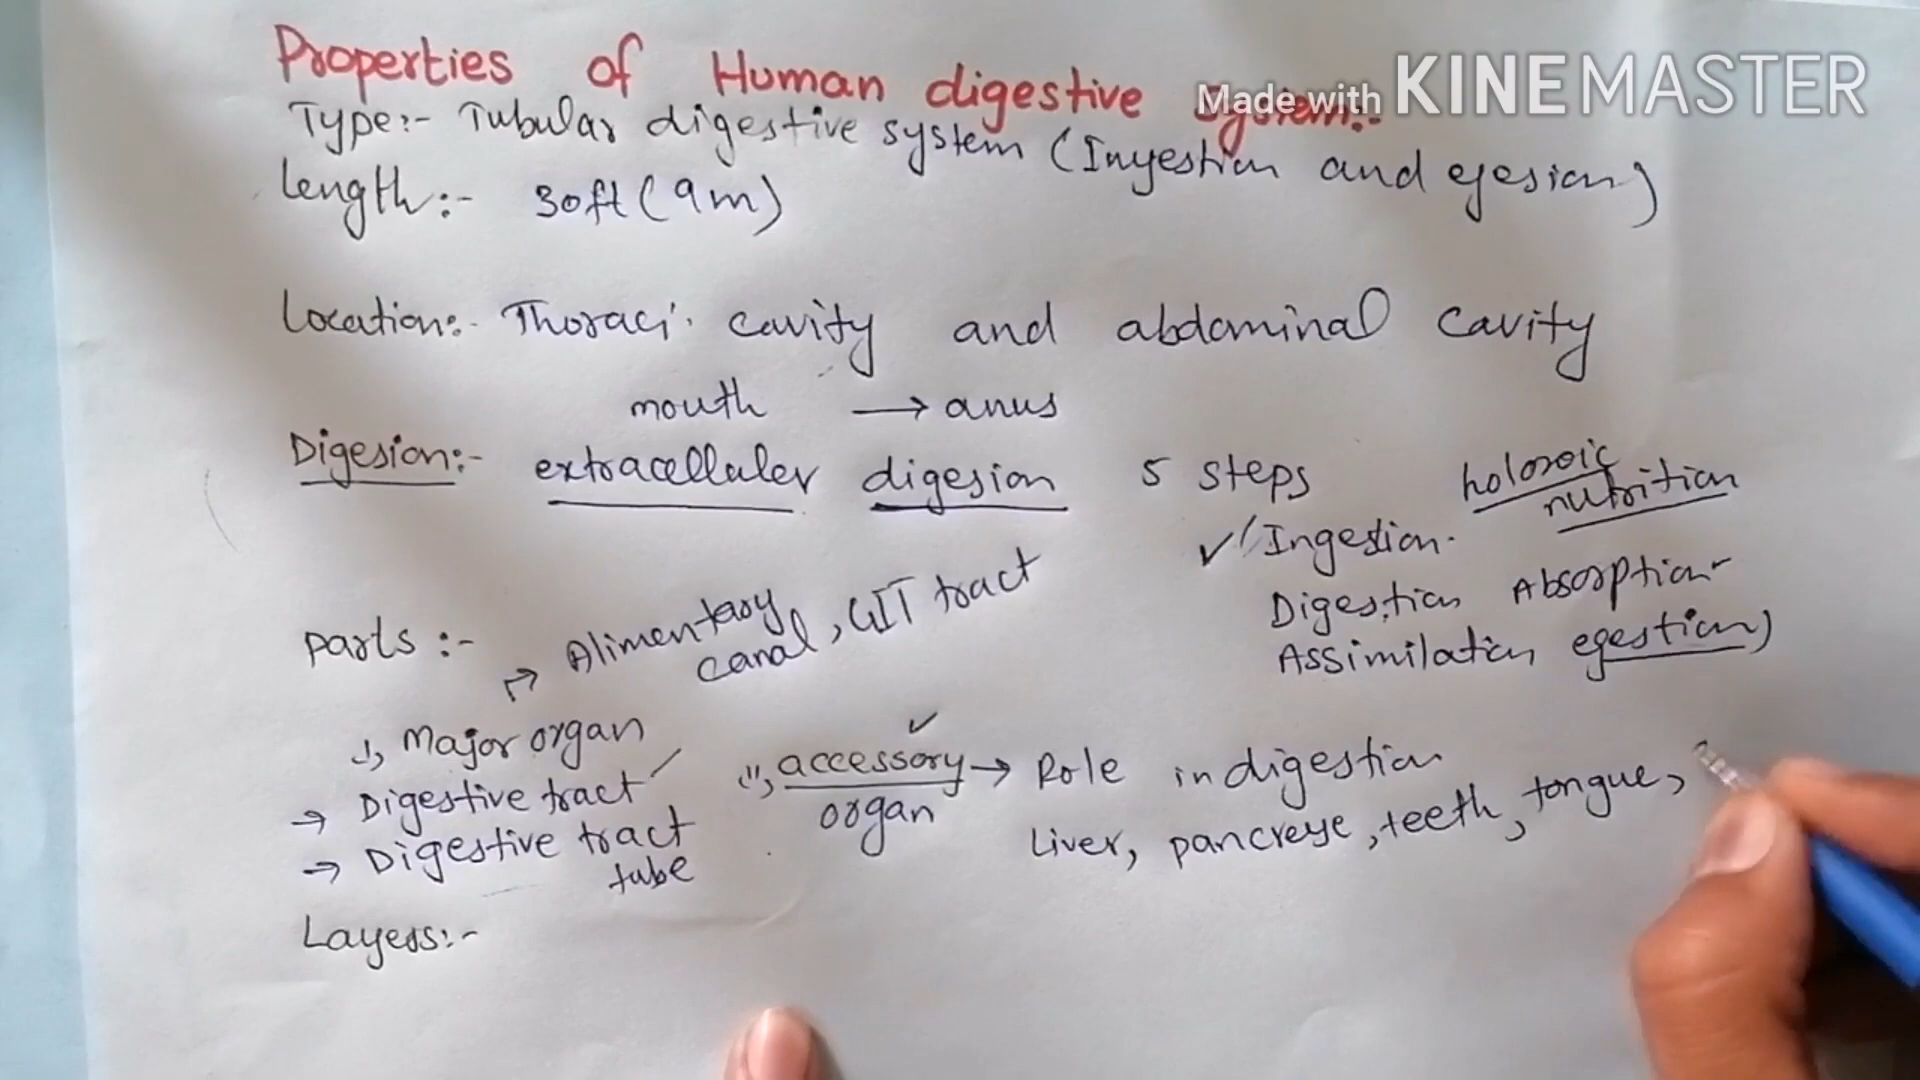 Properties of Human digestive System:-
Made with KINEMASTER
Type:- Tubular digestive system (Ingestion and egesion)
Length:- 30ft (9m)
Location:- Thoraci. cavity and abdominal cavity
mouth → anus
Digesion:- extracellular digesion
5 steps
holozoic nutrition
✓ (Ingestion.
Digestion Absorption
Assimilation egestion)
Parts :-
→ Alimentary canal, GIT tract
i, Major organ
→ Digestive tract ✓
→ Digestive tract tube
ii, accessory organ ✓ → Role in digestion
Liver, pancreye, teeth, tongue,
Layers:-